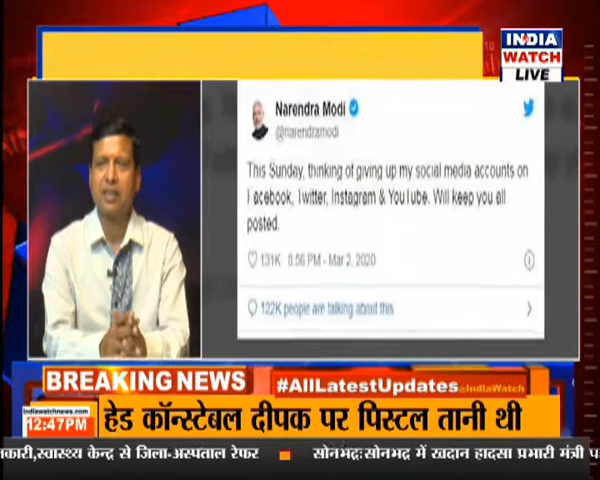 INDIA
WATCH
LIVE
Narendra Modi
@narendramodi
This Sunday, thinking of giving up my social media accounts on
Facebook, Twitter, Instagram & YouTube. Will keep you all
posted.
131K 8:56 PM - Mar 2, 2020
122K people are talking about this
BREAKING NEWS
#AllLatestUpdates@IndiaWatch
indiawatchnews.com
12:47PM
हेड कॉन्स्टेबल दीपक पर पिस्टल तानी थी
स्वास्थ्य केन्द्र से जिला-अस्पताल रेफर सोनभद्र:सोनभद्र में खदान हादसा प्रभारी मंत्री